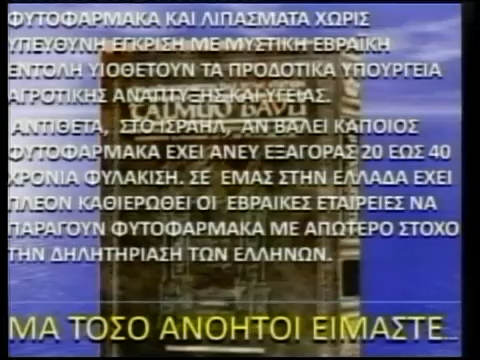 ΦΥΤΟΦΑΡΜΑΚΑ ΚΑΙ ΛΙΠΑΣΜΑΤΑ ΧΩΡΙΣ
ΥΠΕΥΘΥΝΗ ΕΓΚΡΙΣΗ ΜΕ ΜΥΣΤΙΚΗ ΕΒΡΑΙΚΗ
ΕΝΤΟΛΗ ΥΙΟΘΕΤΟΥΝ ΤΑ ΠΡΟΔΟΤΙΚΑ ΥΠΟΥΡΓΕΙΑ
ΑΓΡΟΤΙΚΗΣ ΑΝΑΠΤΥΞΗΣ ΚΑΙ ΥΓΕΙΑΣ.
TALMUD BAVLI
ΑΝΤΙΘΕΤΑ, ΣΤΟ ΙΣΡΑΗΛ, ΑΝ ΒΑΛΕΙ ΚΑΠΟΙΟΣ
ΦΥΤΟΦΑΡΜΑΚΑ ΕΧΕΙ ΑΝΕΥ ΕΞΑΓΟΡΑΣ 20 ΕΩΣ 40
ΧΡΟΝΙΑ ΦΥΛΑΚΙΣΗ. ΣΕ ΕΜΑΣ ΣΤΗΝ ΕΛΛΑΔΑ ΕΧΕΙ
ΠΛΕΟΝ ΚΑΘΙΕΡΩΘΕΙ ΟΙ ΕΒΡΑΙΚΕΣ ΕΤΑΙΡΕΙΕΣ ΝΑ
ΠΑΡΑΓΟΥΝ ΦΥΤΟΦΑΡΜΑΚΑ ΜΕ ΑΠΩΤΕΡΟ ΣΤΟΧΟ
ΤΗΝ ΔΗΛΗΤΗΡΙΑΣΗ ΤΩΝ ΕΛΛΗΝΩΝ.
ΜΑ ΤΟΣΟ ΑΝΟΗΤΟΙ ΕΙΜΑΣΤΕ